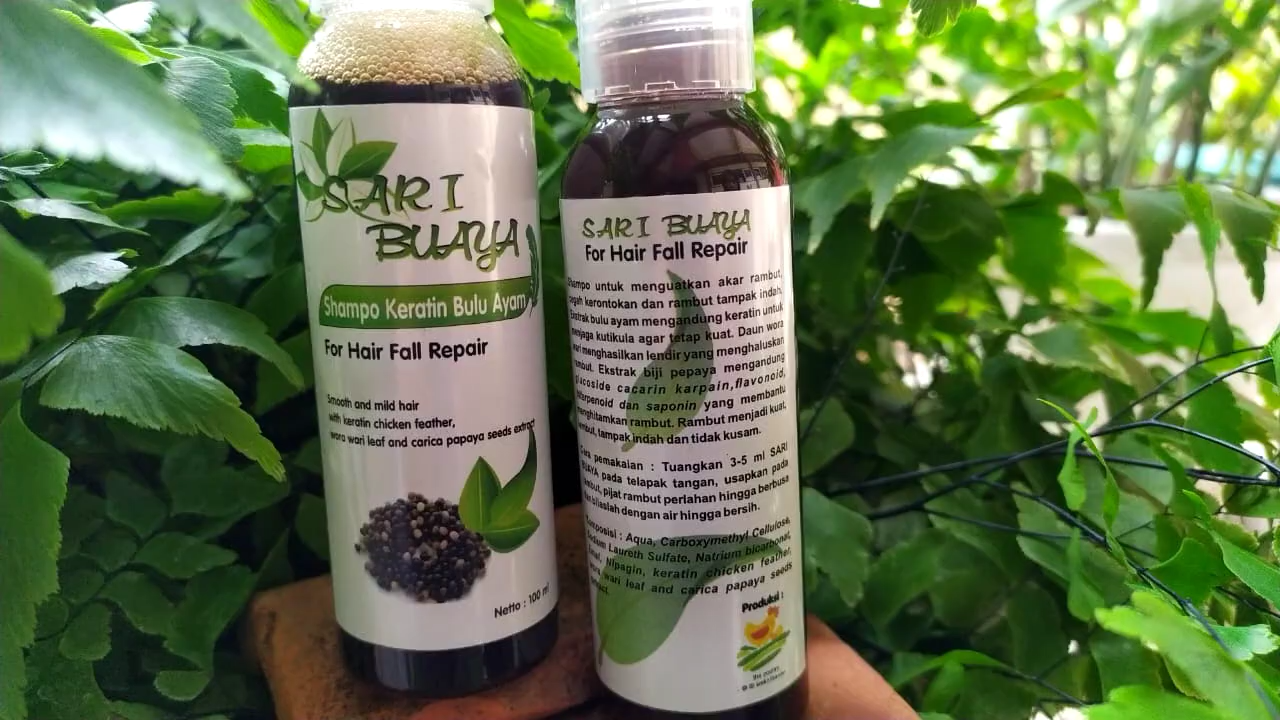 SARI
BUAYA
Shampo Keratin Bulu Ayam
For Hair Fall Repair
Smooth and mild hair
with keratin chicken feather,
wora wari leaf and carica papaya seeds extract
Netto : 100 ml
SARI BUAYA
For Hair Fall Repair
Shampo untuk menguatkan akar rambut,
cegah kerontokan dan rambut tampak indah.
Ekstrak bulu ayam mengandung keratin untuk
menjaga kutikula agar tetap kuat. Daun wora
wari menghasilkan lendir yang menghaluskan
rambut. Ekstrak biji pepaya mengandung
glucoside cacarin karpain, flavonoid,
terpenoid dan saponin yang membantu
menghitamkan rambut. Rambut menjadi kuat,
lembut, tampak indah dan tidak kusam.
Cara pemakaian : Tuangkan 3-5 ml SARI
BUAYA pada telapak tangan, usapkan pada
rambut, pijat rambut perlahan hingga berbusa
dan bilaslah dengan air hingga bersih.
Komposisi : Aqua, Carboxymethyl Cellulose,
Sodium Laureth Sulfate, Natrium bicarbonat,
Nipagin, keratin chicken feather,
wari leaf and carica papaya seeds
Produksi :